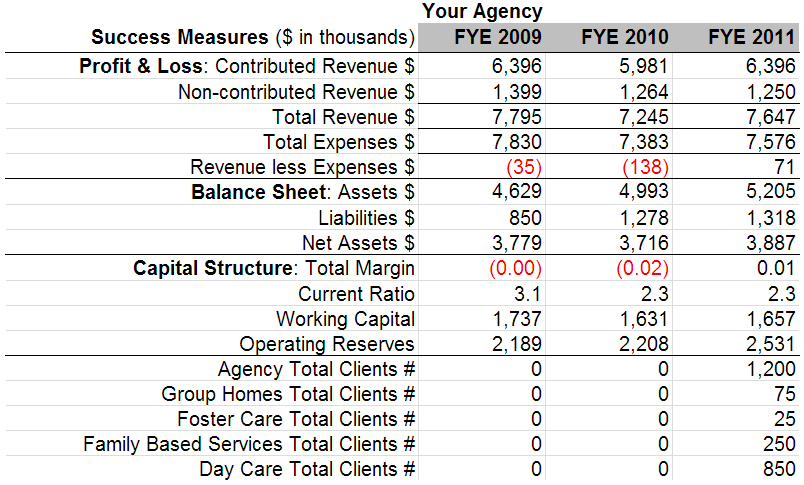 Your Agency
Success Measures ($ in thousands) FYE 2009 FYE 2010 FYE 2011
Profit & Loss: Contributed Revenue $ 6,396 5,981 6,396
Non-contributed Revenue $ 1,399 1,264 1,250
Total Revenue $ 7,795 7,245 7,647
Total Expenses $ 7,830 7,383 7,576
Revenue less Expenses $ (35) (138) 71
Balance Sheet: Assets $ 4,629 4,993 5,205
Liabilities $ 850 1,278 1,318
Net Assets $ 3,779 3,716 3,887
Capital Structure: Total Margin (0.00) (0.02) 0.01
Current Ratio 3.1 2.3 2.3
Working Capital 1,737 1,631 1,657
Operating Reserves 2,189 2,208 2,531
Agency Total Clients # 0 0 1,200
Group Homes Total Clients # 0 0 75
Foster Care Total Clients # 0 0 25
Family Based Services Total Clients # 0 0 250
Day Care Total Clients # 0 0 850